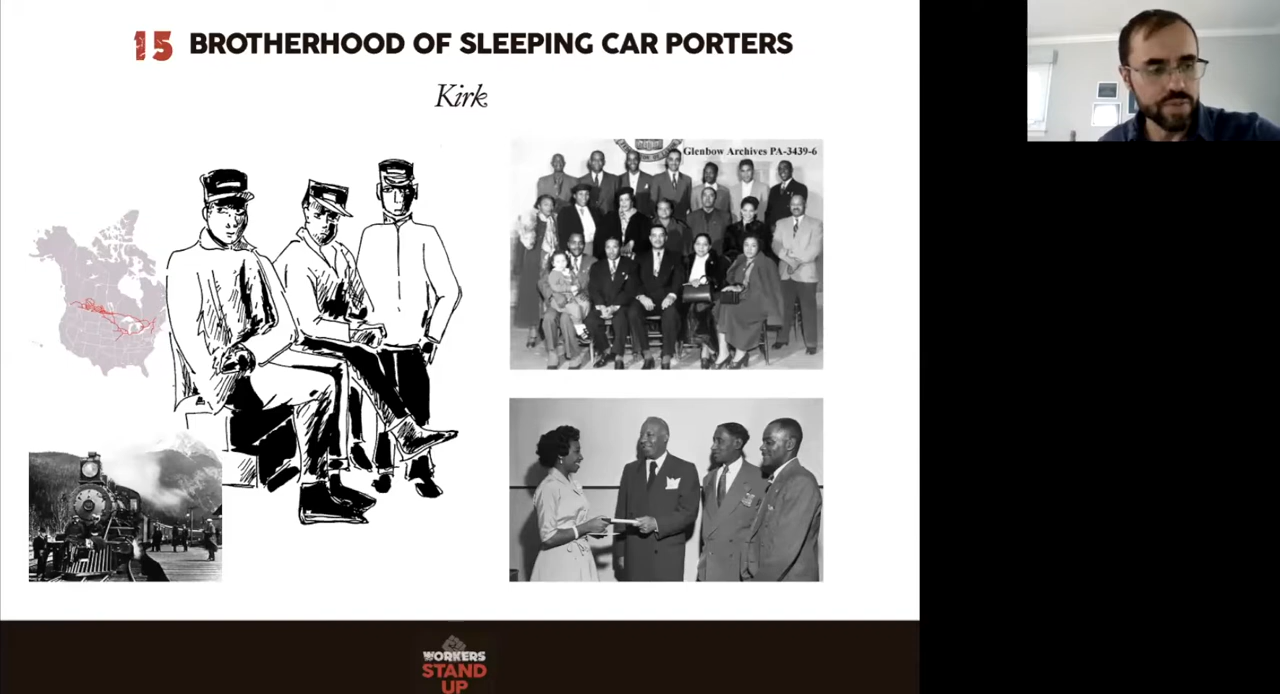 15 BROTHERHOOD OF SLEEPING CAR PORTERS
Kirk
Glenbow Archives PA-3439-6
WORKERS
STAND
UP